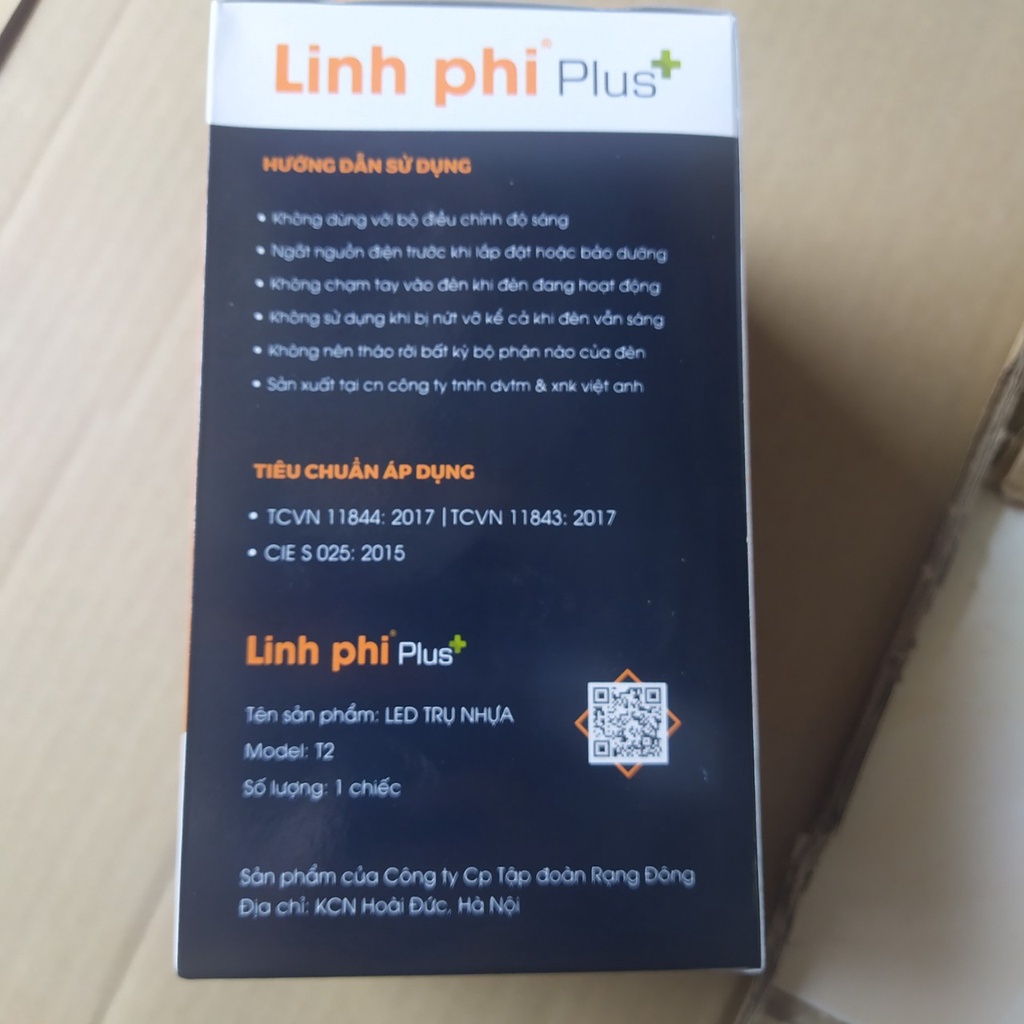 Linh phi® Plus+
HƯỚNG DẪN SỬ DỤNG
• Không dùng với bộ điều chỉnh độ sáng
• Ngắt nguồn điện trước khi lắp đặt hoặc bảo dưỡng
• Không chạm tay vào đèn khi đèn đang hoạt động
• Không sử dụng khi bị nứt vỡ kể cả khi đèn vẫn sáng
• Không nên tháo rời bất kỳ bộ phận nào của đèn
• Sản xuất tại cn công ty tnhh dvtm & xnk việt anh
TIÊU CHUẨN ÁP DỤNG
• TCVN 11844: 2017 | TCVN 11843: 2017
• CIE S 025: 2015
Linh phi® Plus+
Tên sản phẩm: LED TRỤ NHỰA
Model: T2
Số lượng: 1 chiếc
Sản phẩm của Công ty Cp Tập đoàn Rạng Đông
Địa chỉ: KCN Hoài Đức, Hà Nội